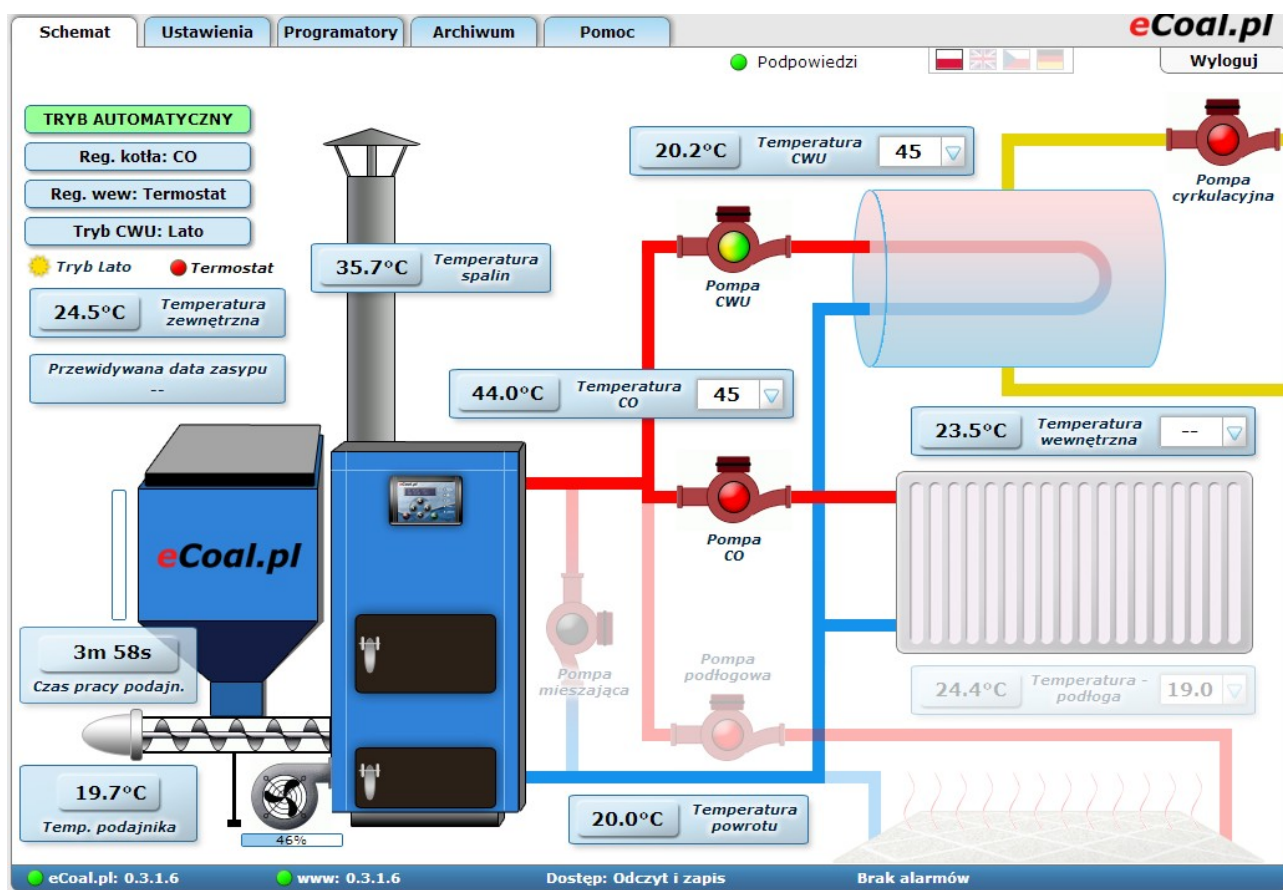 Schemat
Ustawienia
Programatory
Archiwum
Pomoc
eCoal.pl
Podpowiedzi
Wyloguj
TRYB AUTOMATYCZNY
Reg. kotła: CO
Reg. wew: Termostat
Tryb CWU: Lato
Tryb Lato
Termostat
24.5°C
Temperatura
zewnętrzna
Przewidywana data zasypu
--
35.7°C
Temperatura
spalin
20.2°C
Temperatura
CWU
45
Pompa
cyrkulacyjna
Pompa
CWU
44.0°C
Temperatura
CO
45
23.5°C
Temperatura
wewnętrzna
--
Pompa
CO
eCoal.pl
3m 58s
Czas pracy podajn.
Pompa
mieszająca
Pompa
podłogowa
24.4°C
Temperatura -
podłoga
19.0
19.7°C
Temp. podajnika
46%
20.0°C
Temperatura
powrotu
eCoal.pl: 0.3.1.6
www: 0.3.1.6
Dostęp: Odczyt i zapis
Brak alarmów